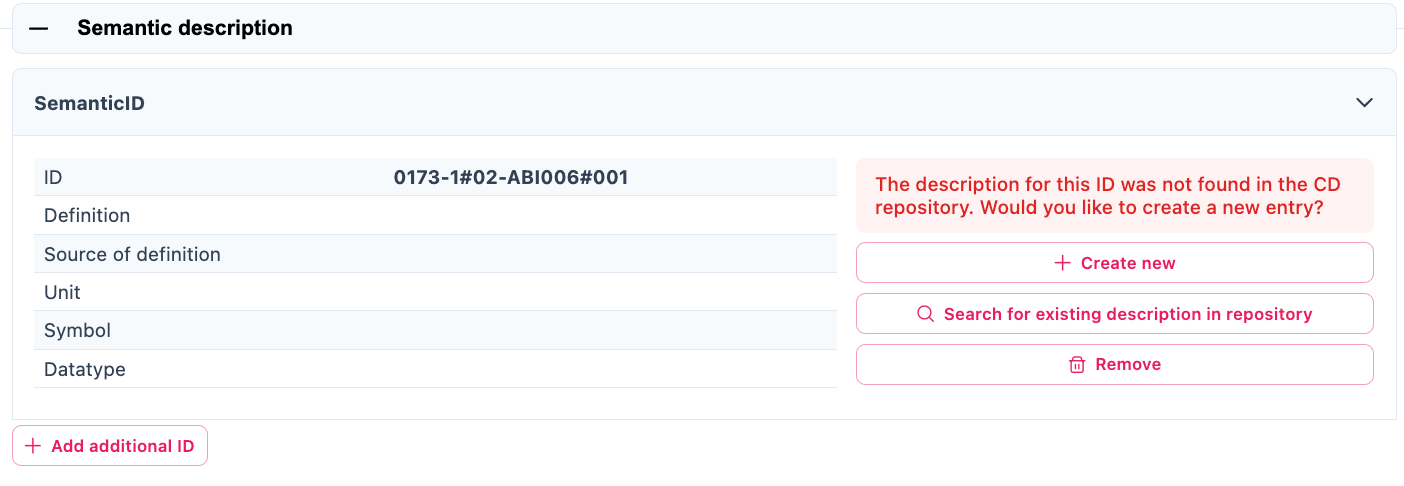 Semantic description
SemanticID
ID 0173-1#02-ABI006#001
Definition
Source of definition
Unit
Symbol
Datatype
The description for this ID was not found in the CD
repository. Would you like to create a new entry?
Create new
Search for existing description in repository
Remove
Add additional ID